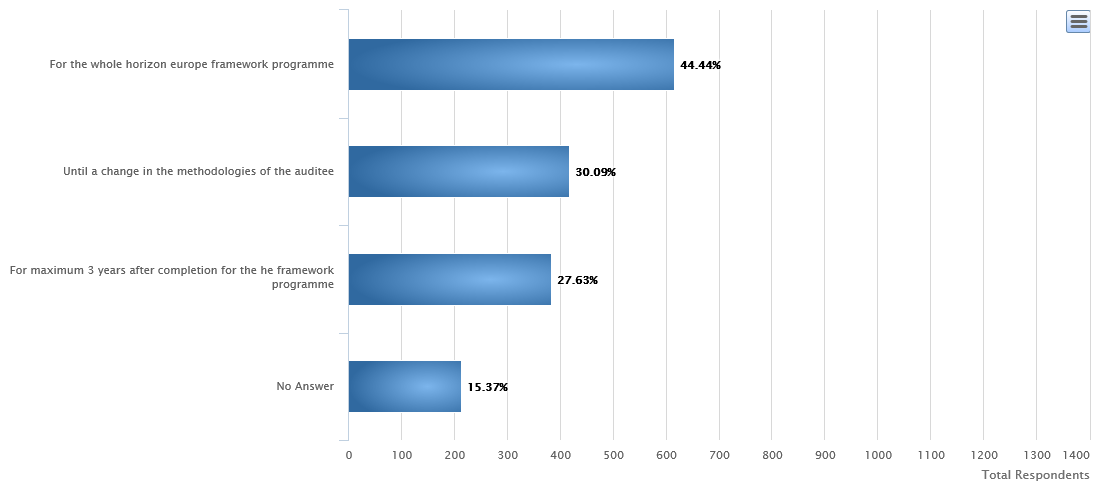 For the whole horizon europe framework programme
44.44%
Until a change in the methodologies of the auditee
30.09%
For maximum 3 years after completion for the he framework
programme
27.63%
No Answer
15.37%
0 100 200 300 400 500 600 700 800 900 1000 1100 1200 1300 1400
Total Respondents